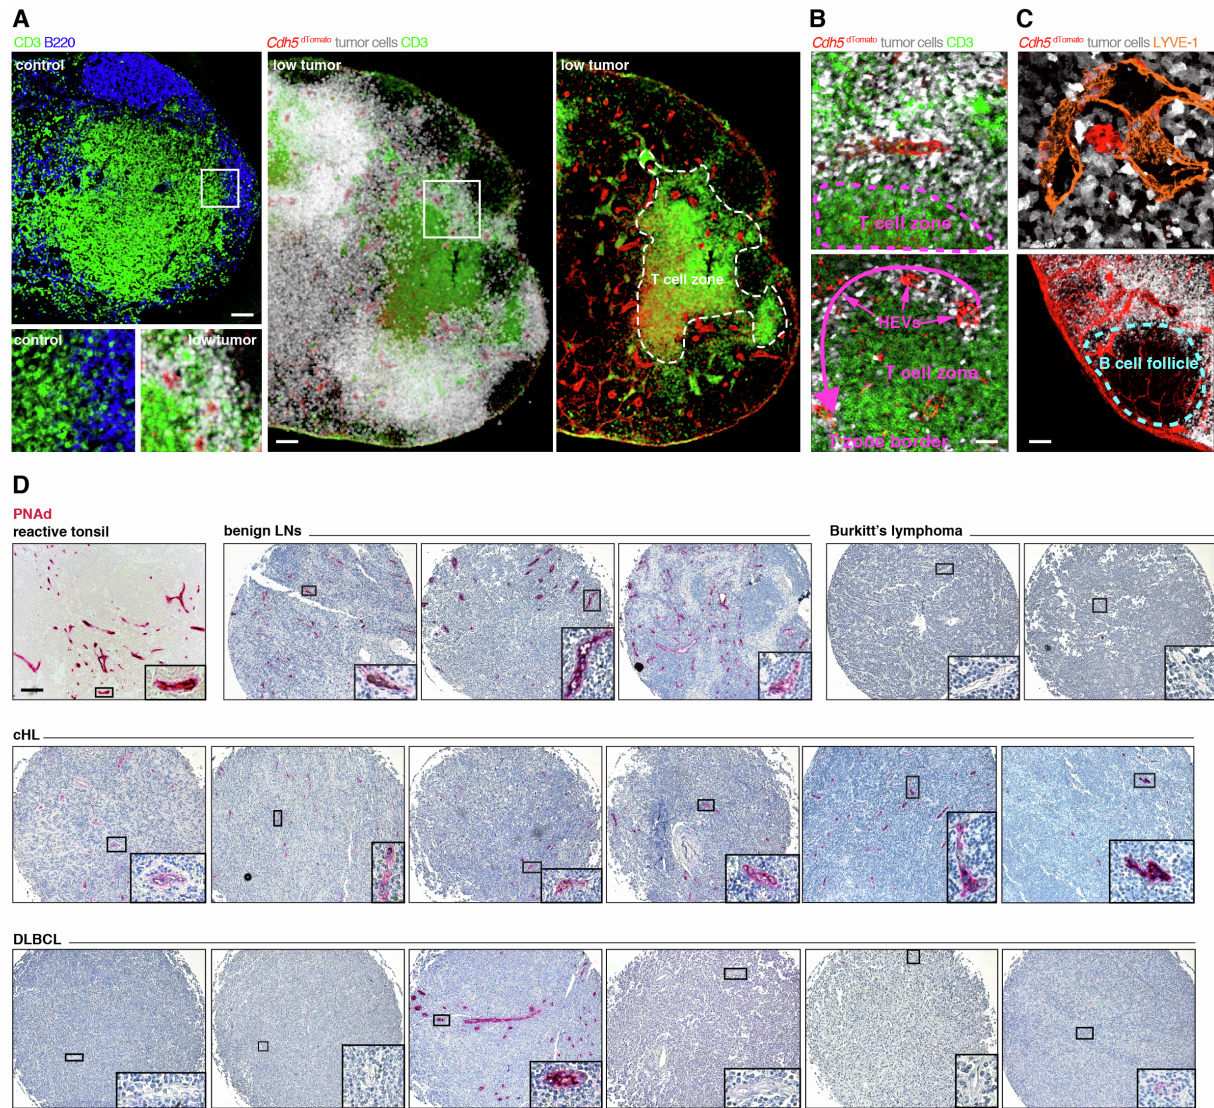 A
CD3 B220
control
control
low tumor
Cdh5 dTomato tumor cells CD3
low tumor
low tumor
T cell zone
B
Cdh5 dTomato tumor cells CD3
T cell zone
HEVs
T cell zone
T zone border
C
Cdh5 dTomato tumor cells LYVE-1
B cell follicle
D
PNAd
reactive tonsil
benign LNs
Burkitt's lymphoma
cHL
DLBCL